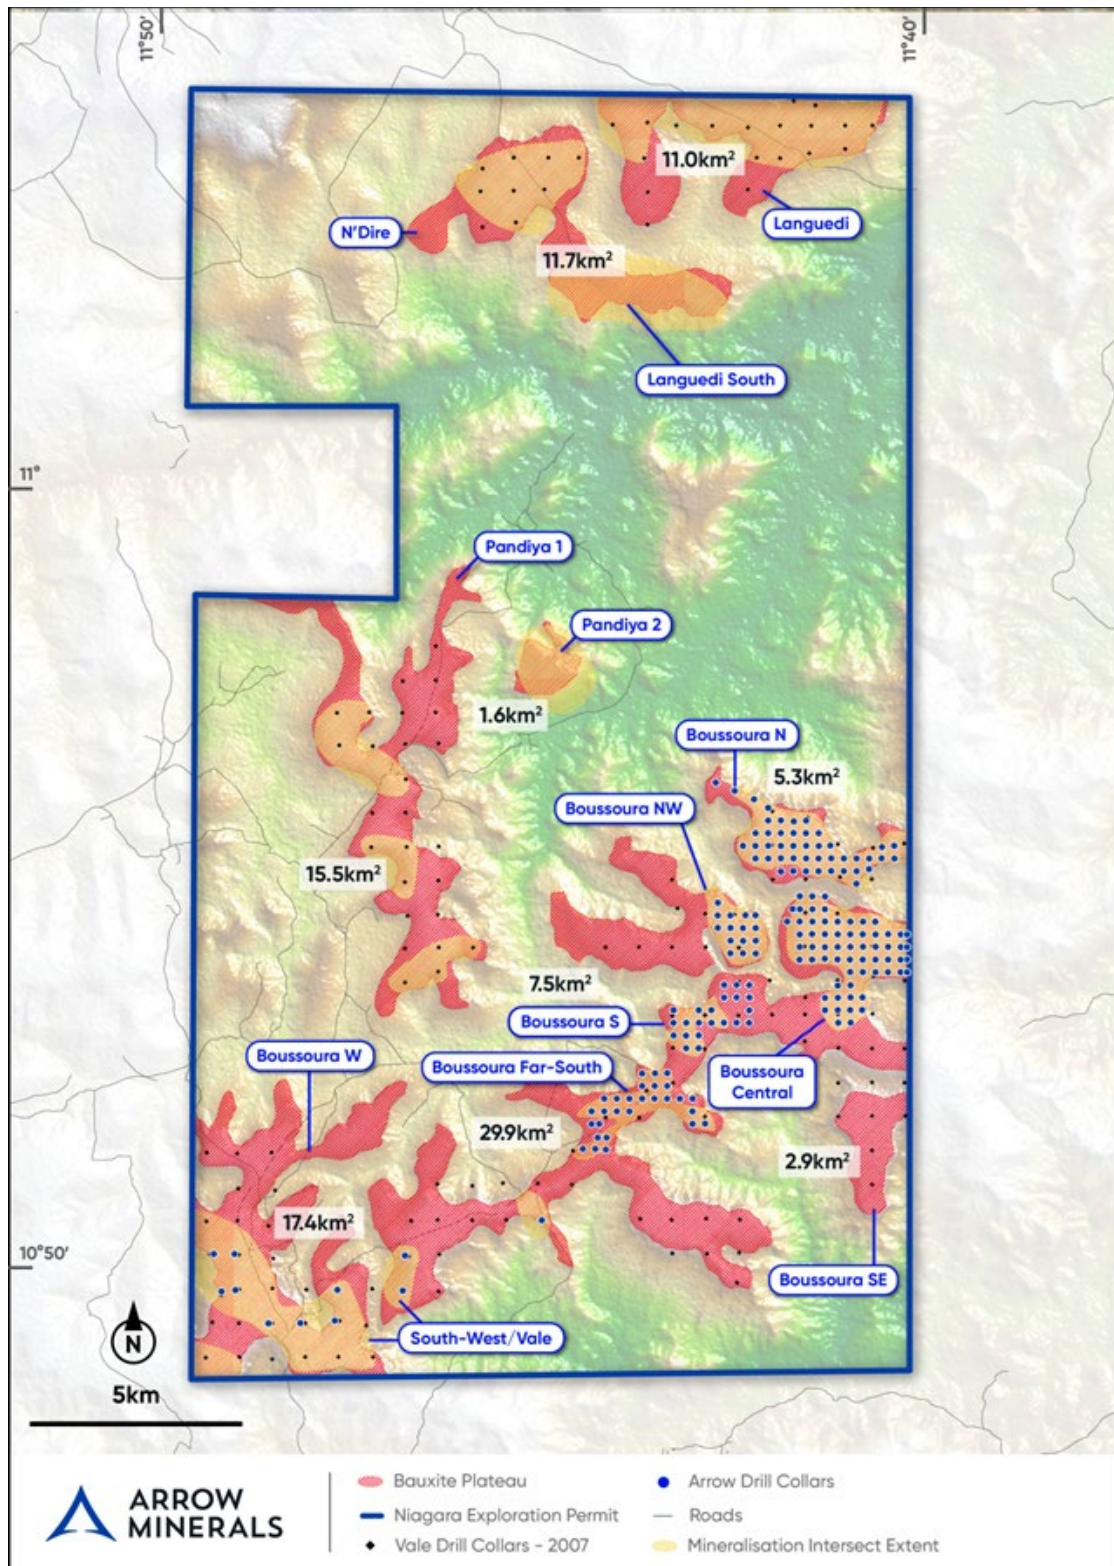 11°50'
11°40'
11.0km²
Languedi
N'Dire
11.7km²
Languedi South
11°
Pandiya 1
Pandiya 2
1.6km²
Boussoura N
5.3km²
Boussoura NW
15.5km²
7.5km²
Boussoura S
Boussoura W
Boussoura Far-South
Boussoura
Central
29.9km²
2.9km²
17.4km²
10°50'
Boussoura SE
N
South-West/Vale
5km
ARROW
MINERALS
Bauxite Plateau
Niagara Exploration Permit
Vale Drill Collars - 2007
Arrow Drill Collars
Roads
Mineralisation Intersect Extent